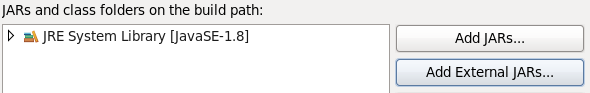 JARs and class folders on the build path:
JRE System Library [JavaSE-1.8]
Add JARs...
Add External JARs...